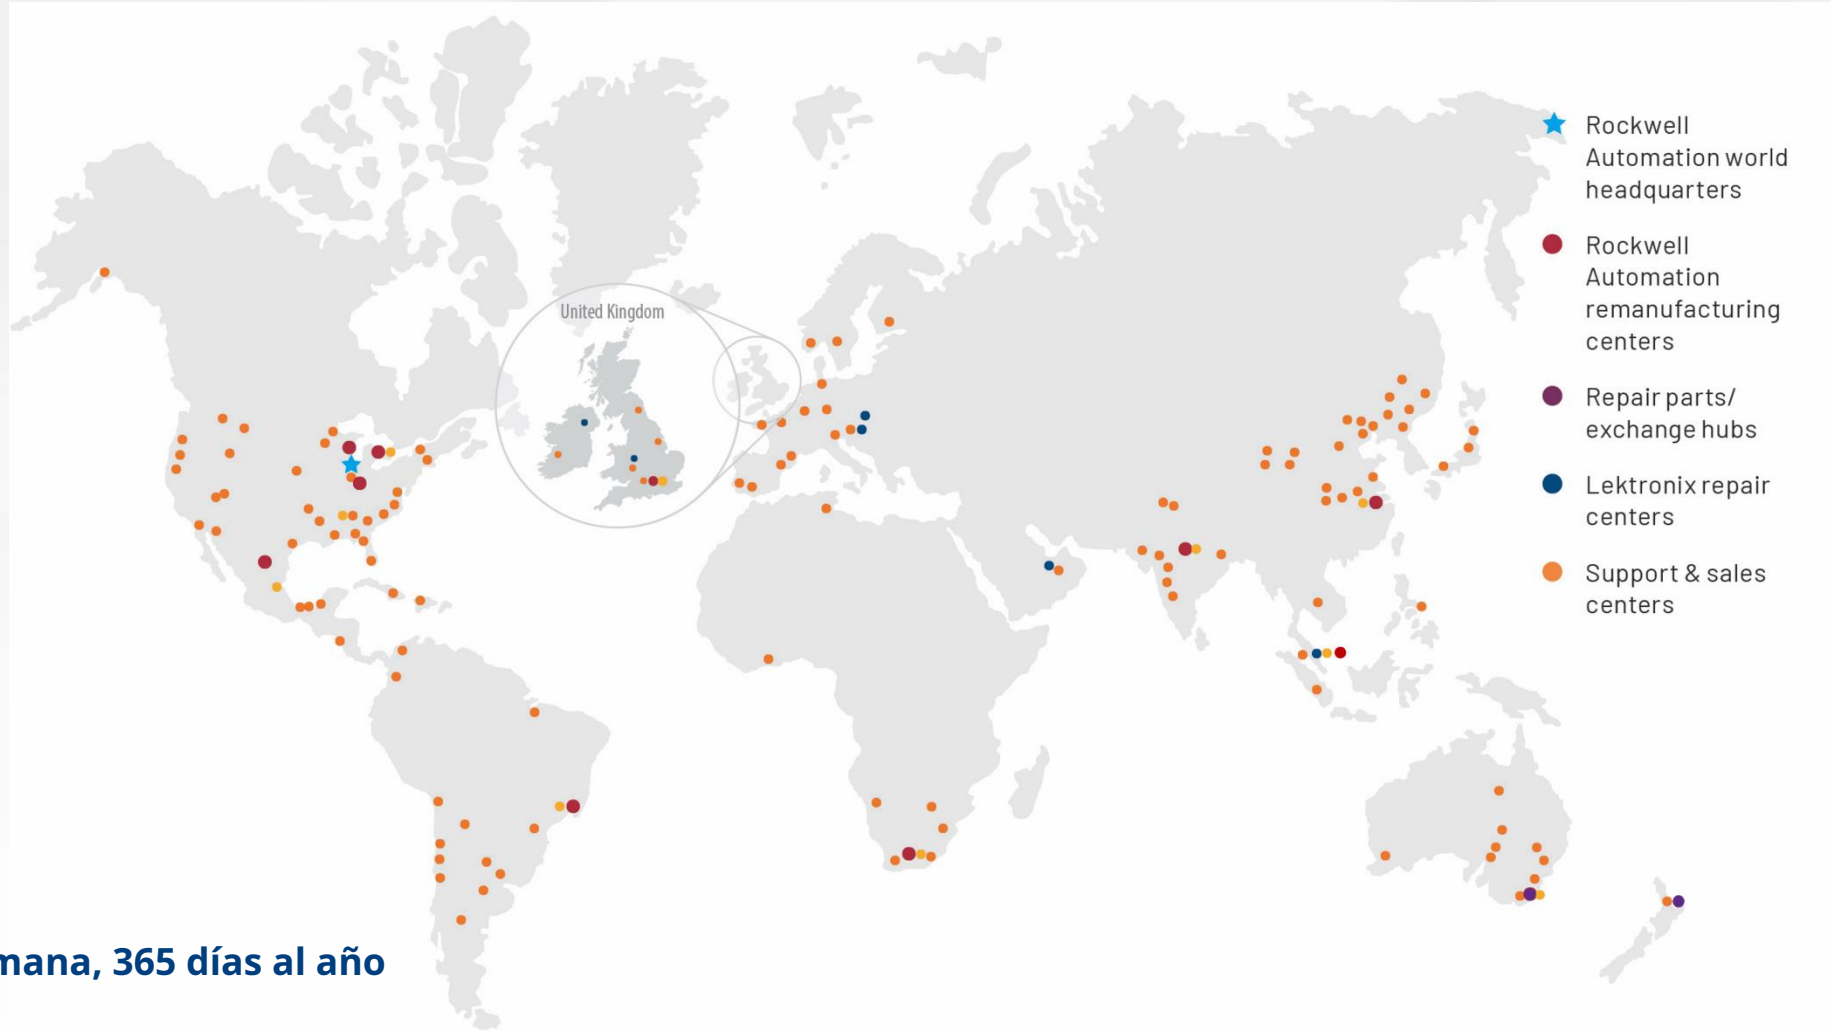 United Kingdom
Rockwell
Automation world
headquarters
Rockwell
Automation
remanufacturing
centers
Repair parts/
exchange hubs
Lektronix repair
centers
Support & sales
centers
mana, 365 días al año